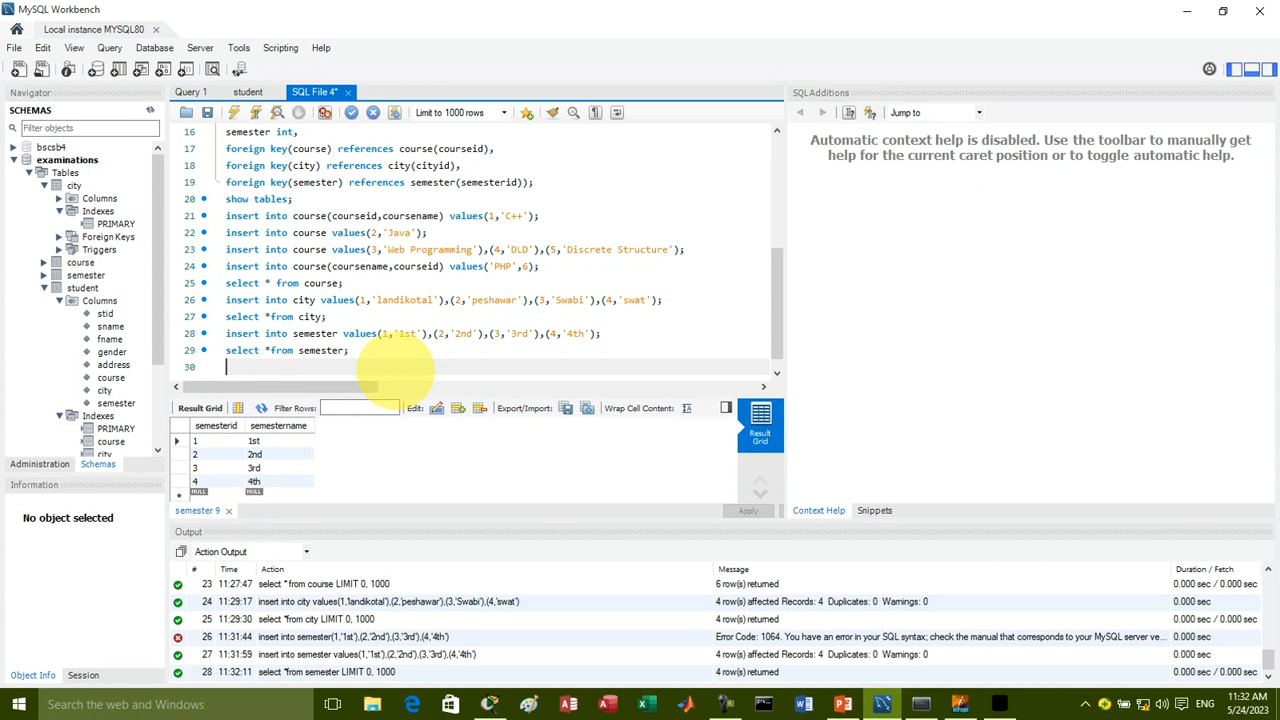 MySQL Workbench
Local instance MYSQL80
File Edit View Query Database Server Tools Scripting Help
Navigator
SCHEMAS
Filter objects
bscsb4
examinations
Tables
city
Columns
Indexes
PRIMARY
Foreign Keys
Triggers
course
semester
student
Columns
stid
sname
fname
gender
address
course
city
semester
Indexes
PRIMARY
course
city
Administration Schemas
Information
No object selected
Object Info Session
Query 1 student SQL File 4*
Limit to 1000 rows
16 semester int,
17 foreign key(course) references course(courseid),
18 foreign key(city) references city(cityid),
19 foreign key(semester) references semester(semesterid));
20 show tables;
21 insert into course(courseid,coursename) values(1,'C++');
22 insert into course values(2,'Java');
23 insert into course values(3,'Web Programming'),(4,'DLD'),(5,'Discrete Structure');
24 insert into course(coursename,courseid) values('PHP',6);
25 select * from course;
26 insert into city values(1,'landikotal'),(2,'peshawar'),(3,'Swabi'),(4,'swat');
27 select *from city;
28 insert into semester values(1,'1st'),(2,'2nd'),(3,'3rd'),(4,'4th');
29 select *from semester;
30
Result Grid Filter Rows: Edit: Export/Import: Wrap Cell Content:
semesterid semestername
1 1st
2 2nd
3 3rd
4 4th
NULL NULL
Result Grid
semester 9 Apply
SQLAdditions
Jump to
Automatic context help is disabled. Use the toolbar to manually get
help for the current caret position or to toggle automatic help.
Context Help Snippets
Output
Action Output
# Time Action Message Duration / Fetch
23 11:27:47 select * from course LIMIT 0, 1000 6 row(s) returned 0.000 sec / 0.000 sec
24 11:29:17 insert into city values(1,'landikotal'),(2,'peshawar'),(3,'Swabi'),(4,'swat') 4 row(s) affected Records: 4 Duplicates: 0 Warnings: 0 0.000 sec
25 11:29:30 select *from city LIMIT 0, 1000 4 row(s) returned 0.000 sec / 0.000 sec
26 11:31:44 insert into semester(1,'1st'),(2,'2nd'),(3,'3rd'),(4,'4th') Error Code: 1064. You have an error in your SQL syntax; check the manual that corresponds to your MySQL server ve... 0.000 sec
27 11:31:59 insert into semester values(1,'1st'),(2,'2nd'),(3,'3rd'),(4,'4th') 4 row(s) affected Records: 4 Duplicates: 0 Warnings: 0 0.000 sec
28 11:32:11 select *from semester LIMIT 0, 1000 4 row(s) returned 0.000 sec / 0.000 sec
Search the web and Windows
ENG
11:32 AM
5/24/2023